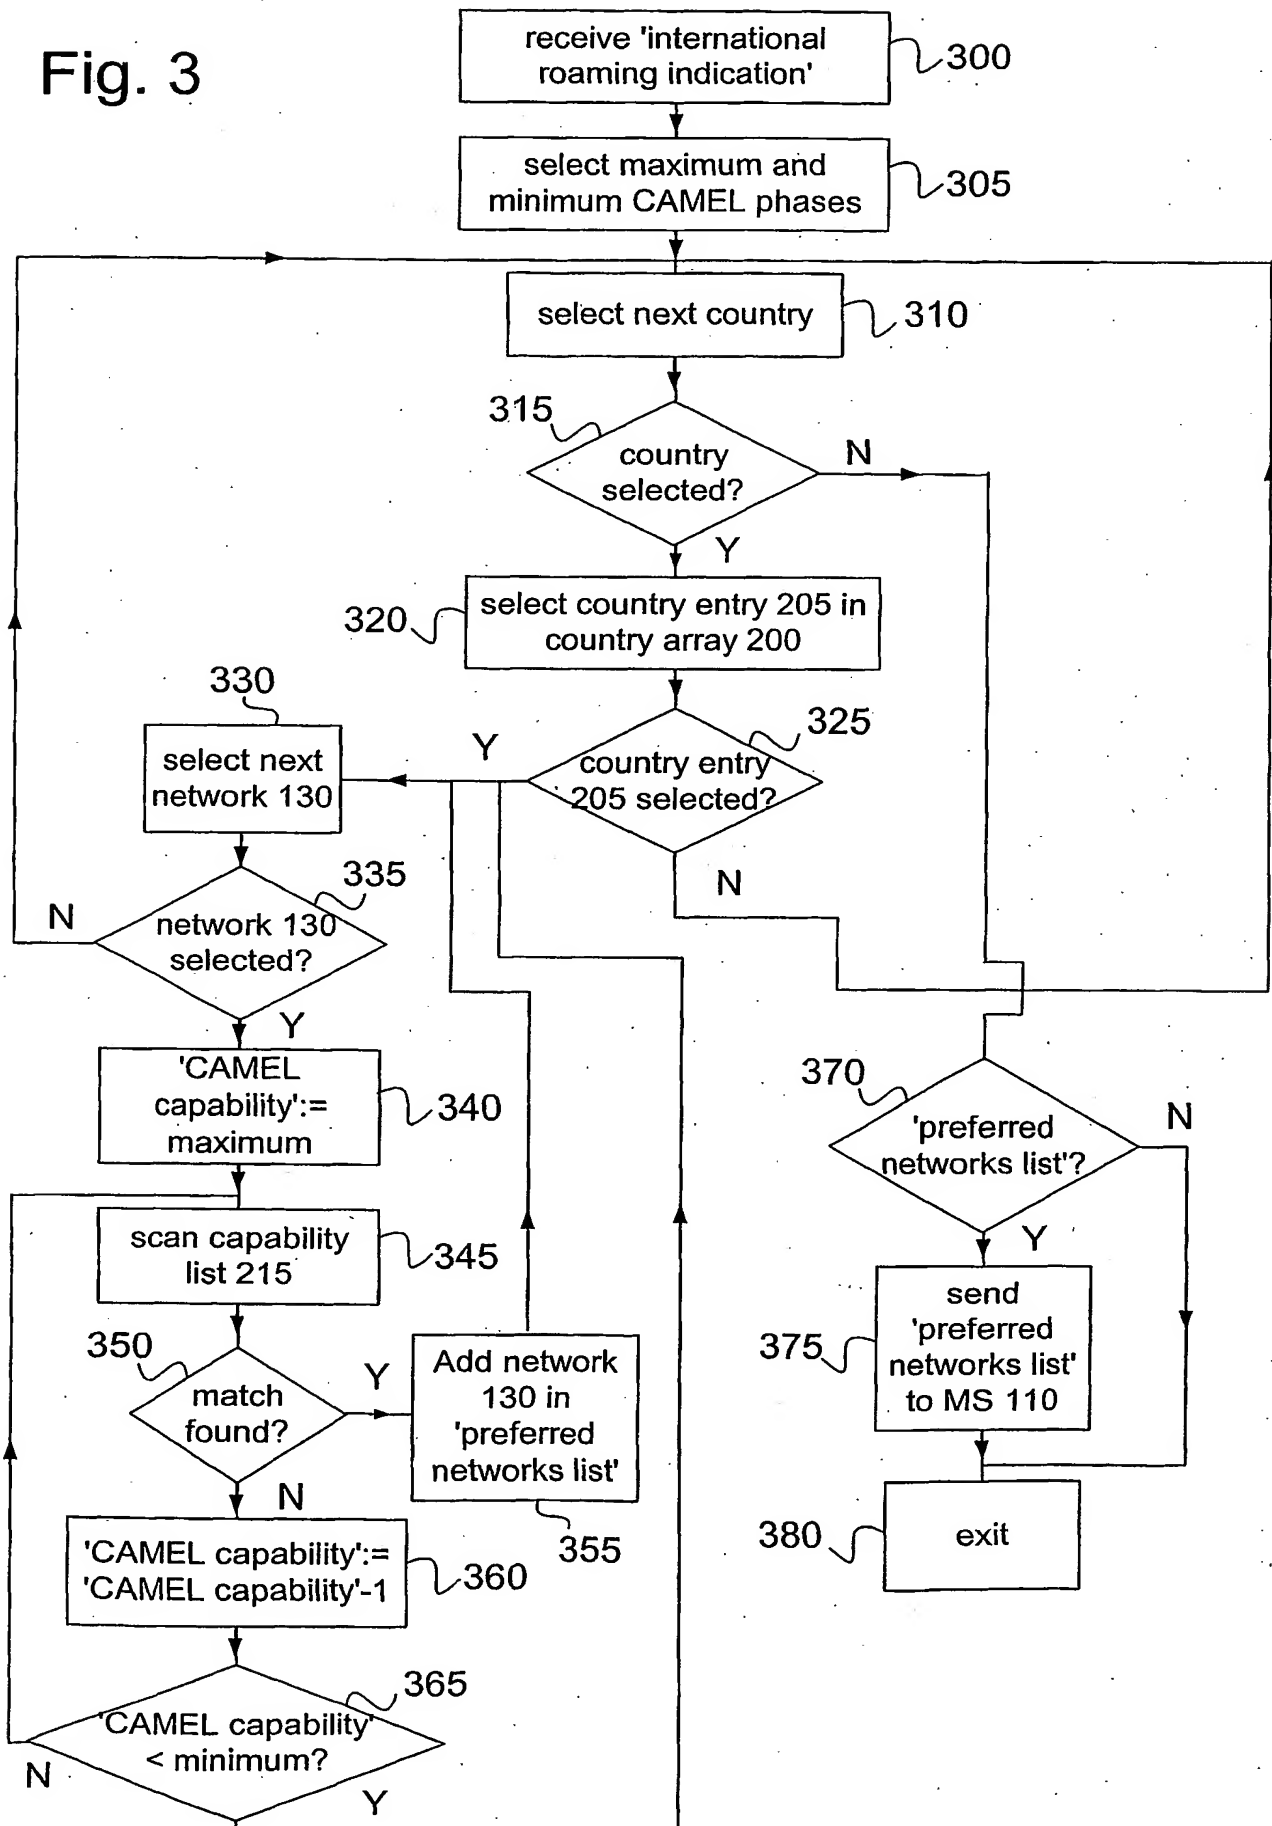 Fig. 3
receive 'international
roaming indication'
300
select maximum and
minimum CAMEL phases
305
select next country
310
315
country
selected?
N
Y
320
select country entry 205 in
country array 200
330
325
select next
network 130
Y
country entry
205 selected?
N
335
N
network 130
selected?
Y
'CAMEL
capability':=
maximum
340
370
'preferred
networks list'?
N
Y
scan capability
list 215
345
350
match
found?
Y
N
Add network
130 in
'preferred
networks list'
355
375
send
'preferred
networks list'
to MS 110
'CAMEL capability':=
'CAMEL capability'-1
360
380
exit
365
'CAMEL capability'
< minimum?
N
Y